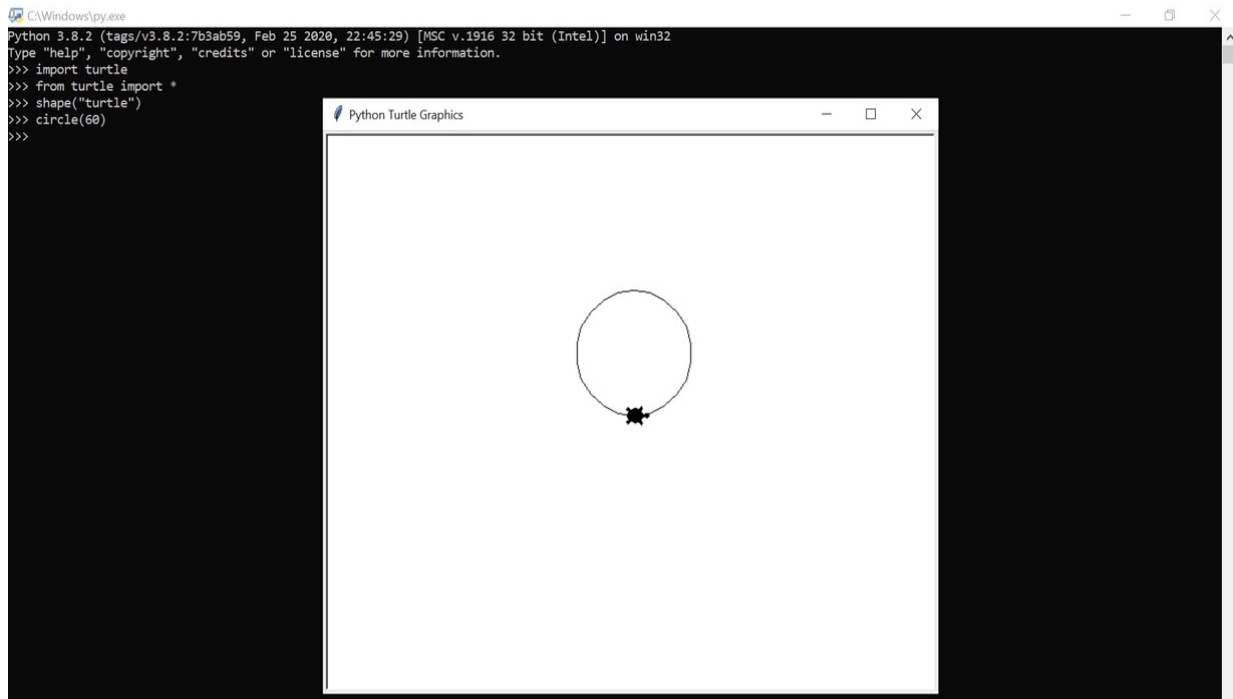 C:\Windows\py.exe
Python 3.8.2 (tags/v3.8.2:7b3ab59, Feb 25 2020, 22:45:29) [MSC v.1916 32 bit (Intel)] on win32
Type "help", "copyright", "credits" or "license" for more information.
>>> import turtle
>>> from turtle import *
>>> shape("turtle")
>>> circle(60)
>>>
Python Turtle Graphics